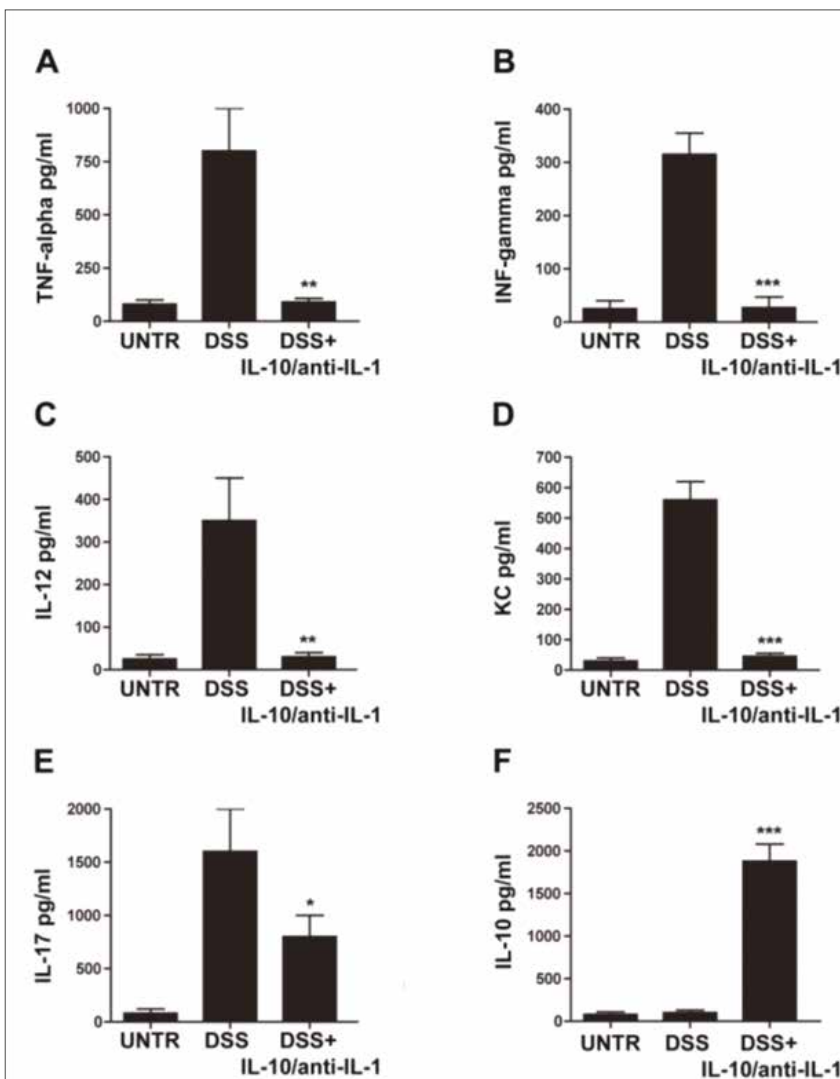 A
TNF-alpha pg/ml
1000
750
500
250
0
**
UNTR DSS DSS+
IL-10/anti-IL-1
B
INF-gamma pg/ml
400
300
200
100
0
***
UNTR DSS DSS+
IL-10/anti-IL-1
C
IL-12 pg/ml
500
400
300
200
100
0
**
UNTR DSS DSS+
IL-10/anti-IL-1
D
KC pg/ml
700
600
500
400
300
200
100
0
***
UNTR DSS DSS+
IL-10/anti-IL-1
E
IL-17 pg/ml
2000
1500
1000
500
0
*
UNTR DSS DSS+
IL-10/anti-IL-1
F
IL-10 pg/ml
2500
2000
1500
1000
500
0
***
UNTR DSS DSS+
IL-10/anti-IL-1